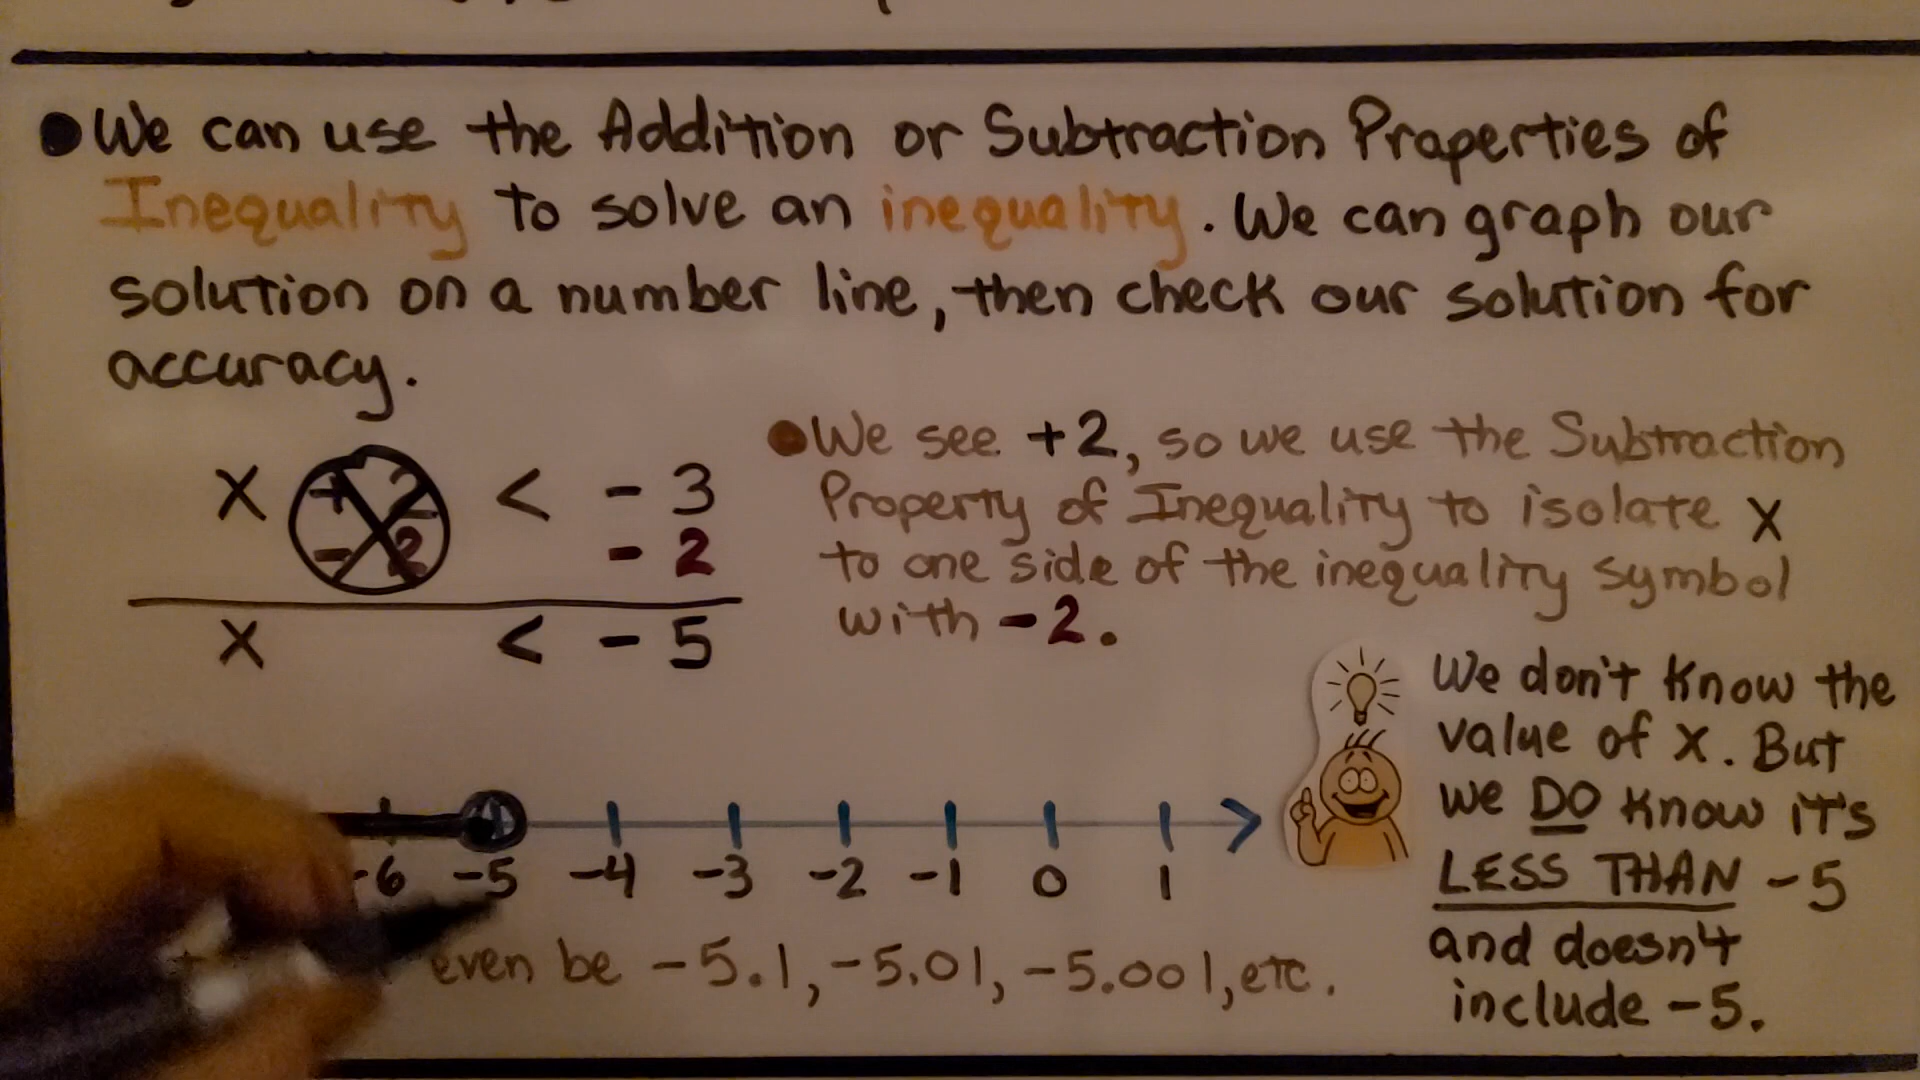 ●We can use the Addition or Subtraction Properties of
Inequality to solve an inequality. We can graph our
solution on a number line, then check our solution for
accuracy.
x + 2 < - 3
- 2 - 2
x < - 5
●We see +2, so we use the Subtraction
Property of Inequality to isolate x
to one side of the inequality symbol
with -2.
We don't know the
value of x. But
we DO know it's
LESS THAN -5
and doesn't
include -5.
-6 -5 -4 -3 -2 -1 0 1
even be -5.1, -5.01, -5.001, etc.